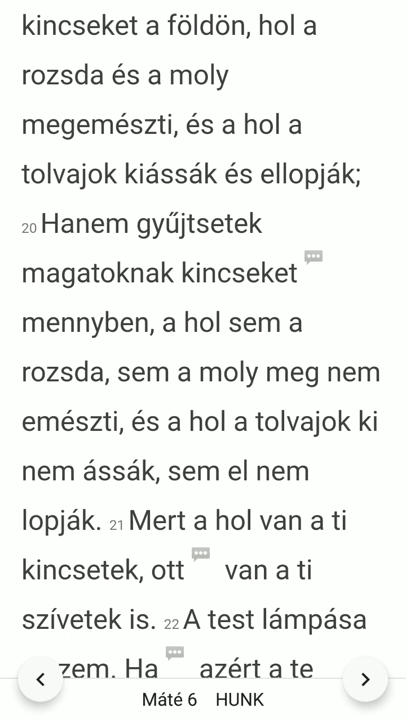 kincseket a földön, hol a
rozsda és a moly
megemészti, és a hol a
tolvajok kiássák és ellopják;
20 Hanem gyűjtsetek
magatoknak kincseket
mennyben, a hol sem a
rozsda, sem a moly meg nem
emészti, és a hol a tolvajok ki
nem ássák, sem el nem
lopják. 21 Mert a hol van a ti
kincsetek, ott van a ti
szívetek is. 22 A test lámpása
zem. Ha azért a te
Máté 6 HUNK